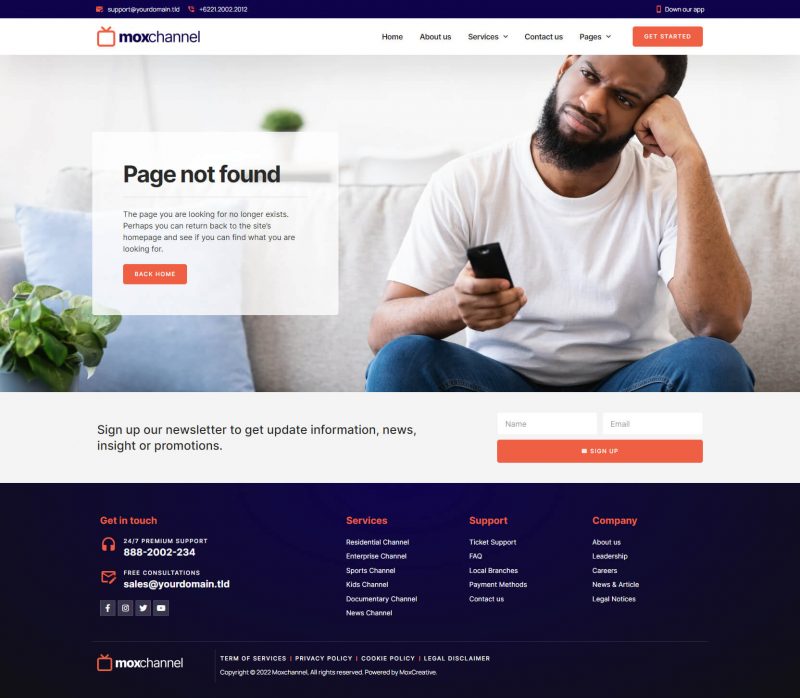 support@yourdomain.tld +6221.2002.2012 Down our app
moxchannel Home About us Services Contact us Pages GET STARTED
Page not found
The page you are looking for no longer exists.
Perhaps you can return back to the site's
homepage and see if you can find what you are
looking for.
BACK HOME
Sign up our newsletter to get update information, news,
insight or promotions.
Name Email
SIGN UP
Get in touch
24/7 PREMIUM SUPPORT
888-2002-234
FREE CONSULTATIONS
sales@yourdomain.tld
Services
Residential Channel
Enterprise Channel
Sports Channel
Kids Channel
Documentary Channel
News Channel
Support
Ticket Support
FAQ
Local Branches
Payment Methods
Contact us
Company
About us
Leadership
Careers
News & Article
Legal Notices
moxchannel
TERM OF SERVICES | PRIVACY POLICY | COOKIE POLICY | LEGAL DISCLAIMER
Copyright © 2022 Moxchannel, All rights reserved. Powered by MoxCreative.